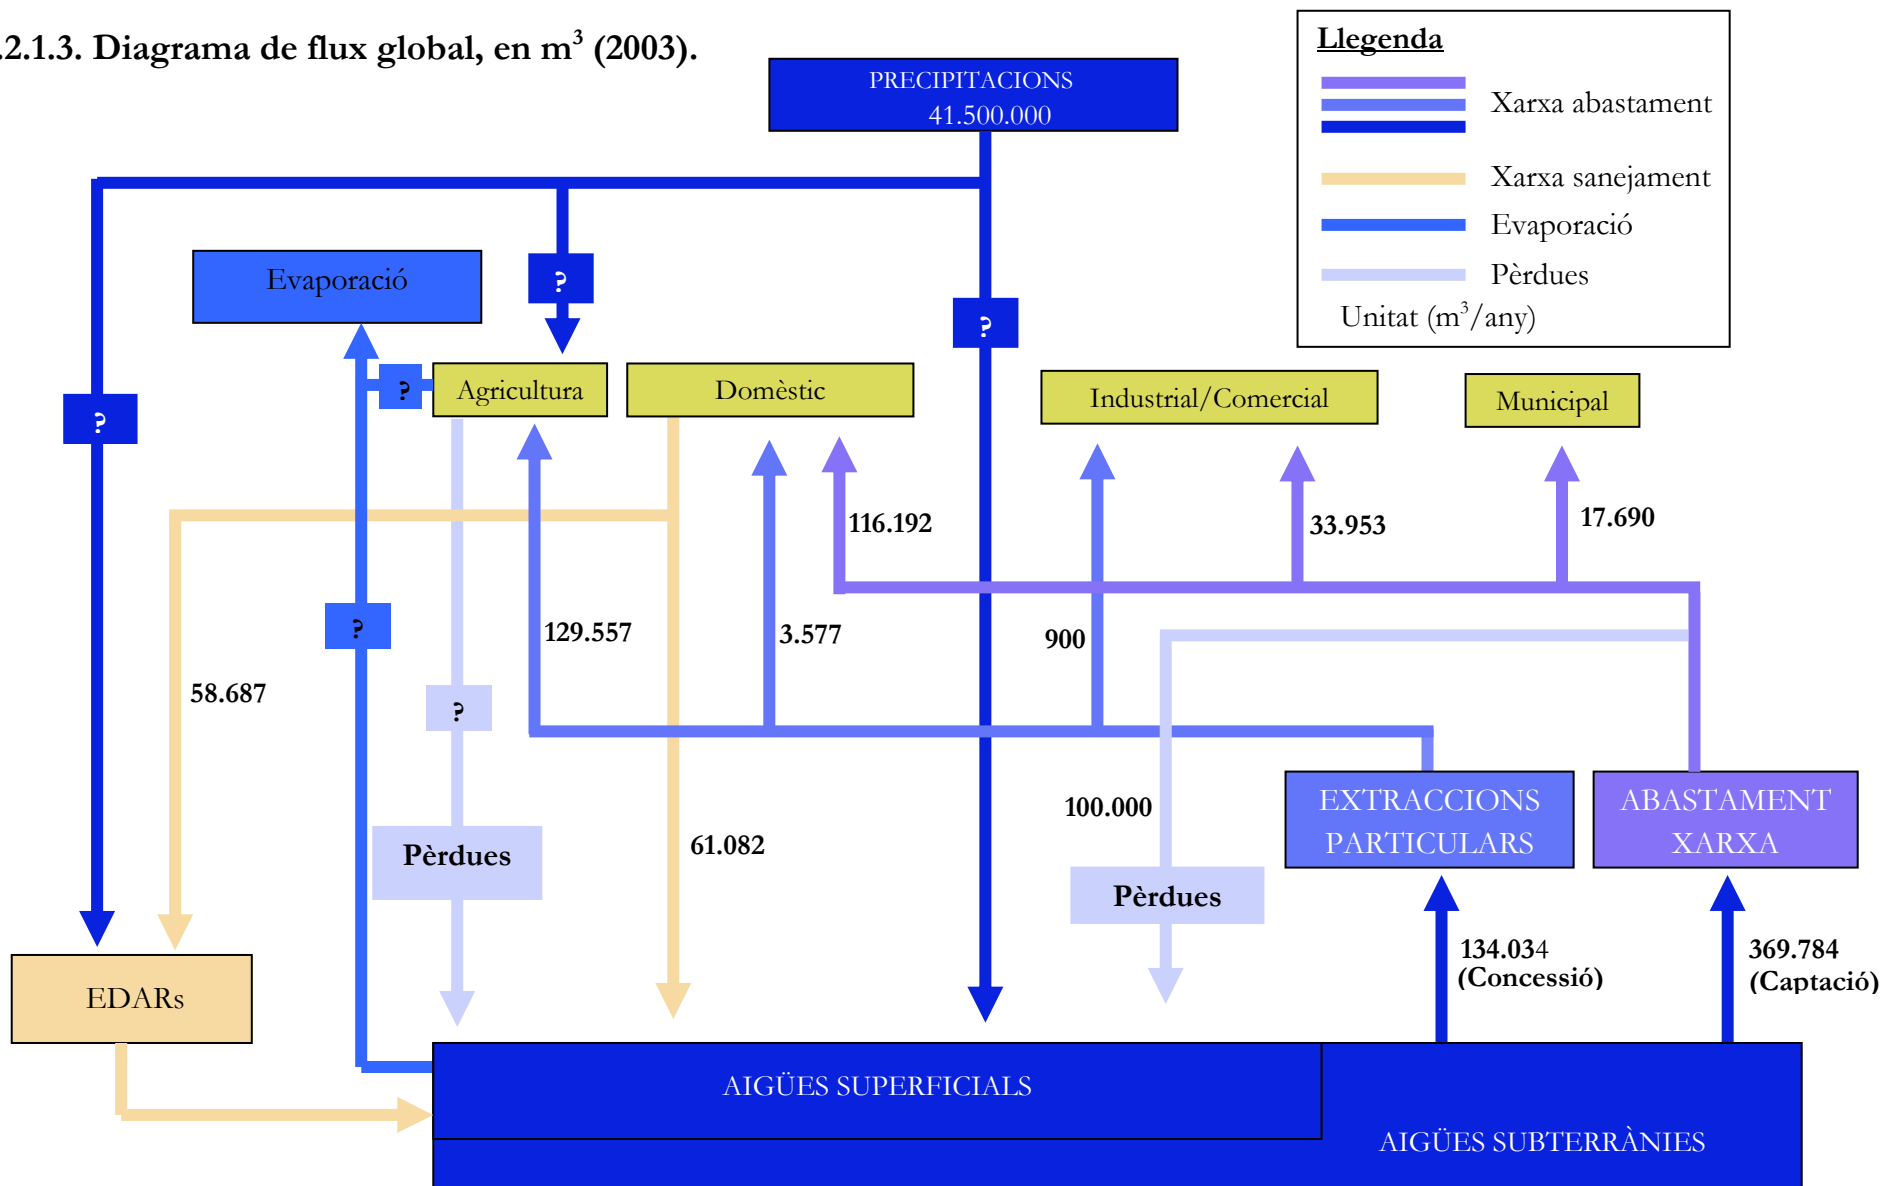 .2.1.3. Diagrama de flux global, en m³ (2003).
PRECIPITACIONS
41.500.000
Llegenda
Xarxa abastament
Xarxa sanejament
Evaporació
Pèrdues
Unitat (m³/any)
Evaporació
?
?
?
?
Agricultura
Domèstic
Industrial/Comercial
Municipal
116.192
33.953
17.690
?
129.557
3.577
900
58.687
?
100.000
61.082
Pèrdues
Pèrdues
EXTRACCIONS
PARTICULARS
ABASTAMENT
XARXA
134.034
(Concessió)
369.784
(Captació)
EDARs
AIGÜES SUPERFICIALS
AIGÜES SUBTERRÀNIES